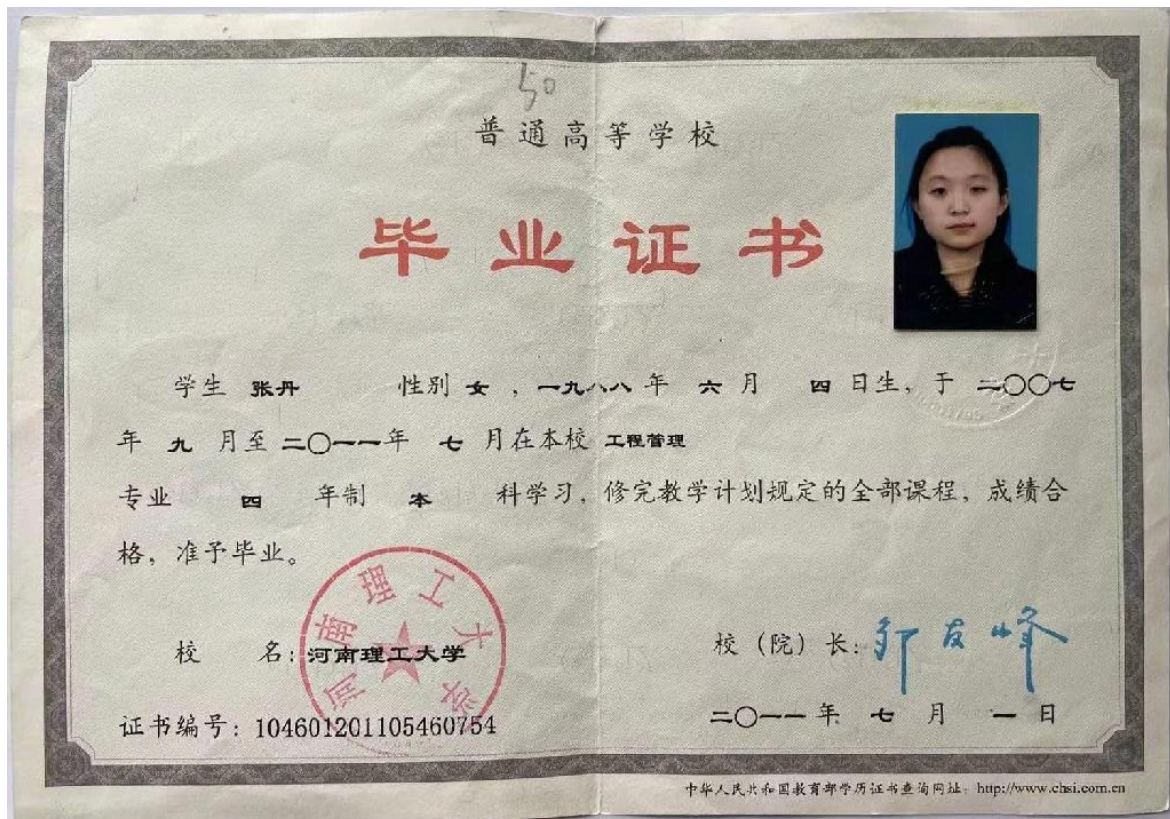 50
普通高等学校
毕业证书
学生 张丹 性别 女 ，一九八八 年 六 月 四 日生，于 二〇〇七
年 九 月至 二〇一一年 七 月在本校 工程管理
专业 四 年制 本 科学习，修完教学计划规定的全部课程，成绩合
格，准予毕业。
河南理工大学
校 名：河南理工大学
校（院）长：邹友峰
证书编号：104601201105460754
二〇一一 年 七 月 一 日
中华人民共和国教育部学历证书查询网址：http://www.chsi.com.cn